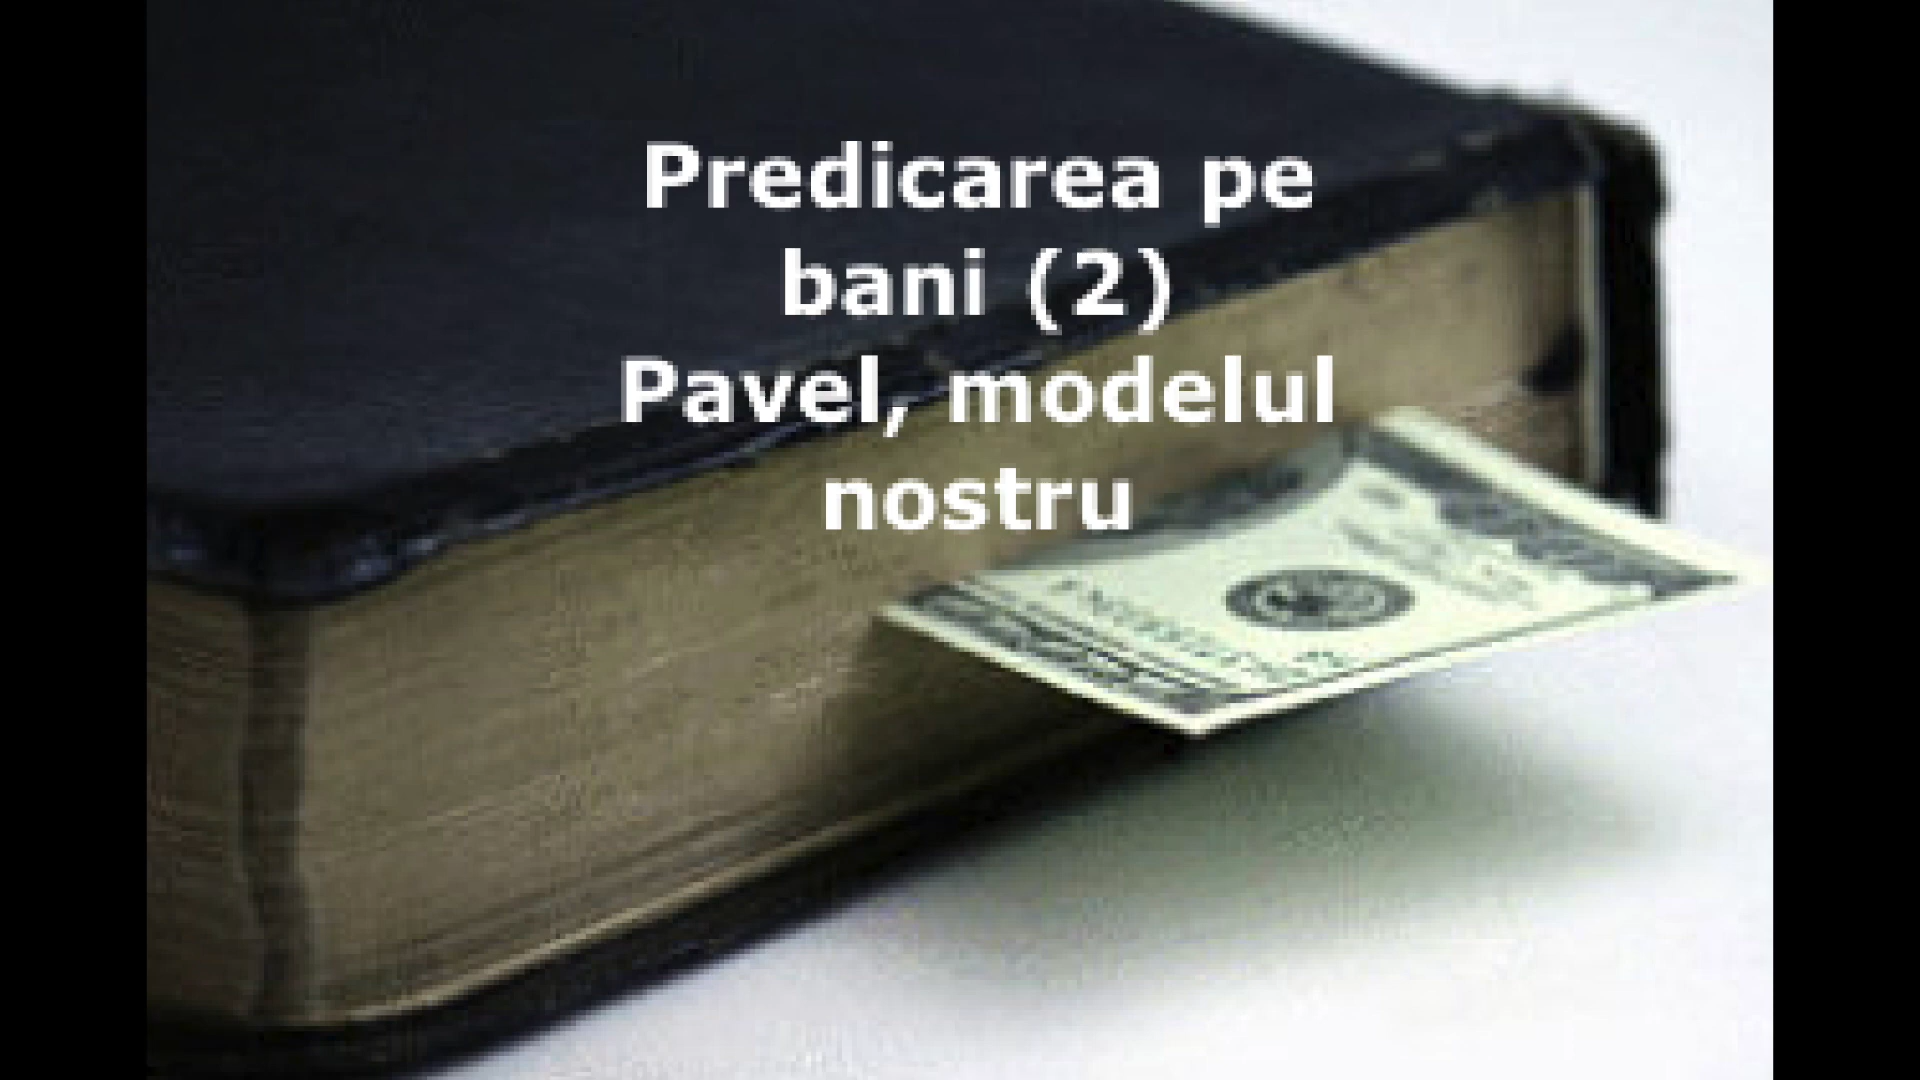 Predicarea pe
bani (2)
Pavel, modelul
nostru